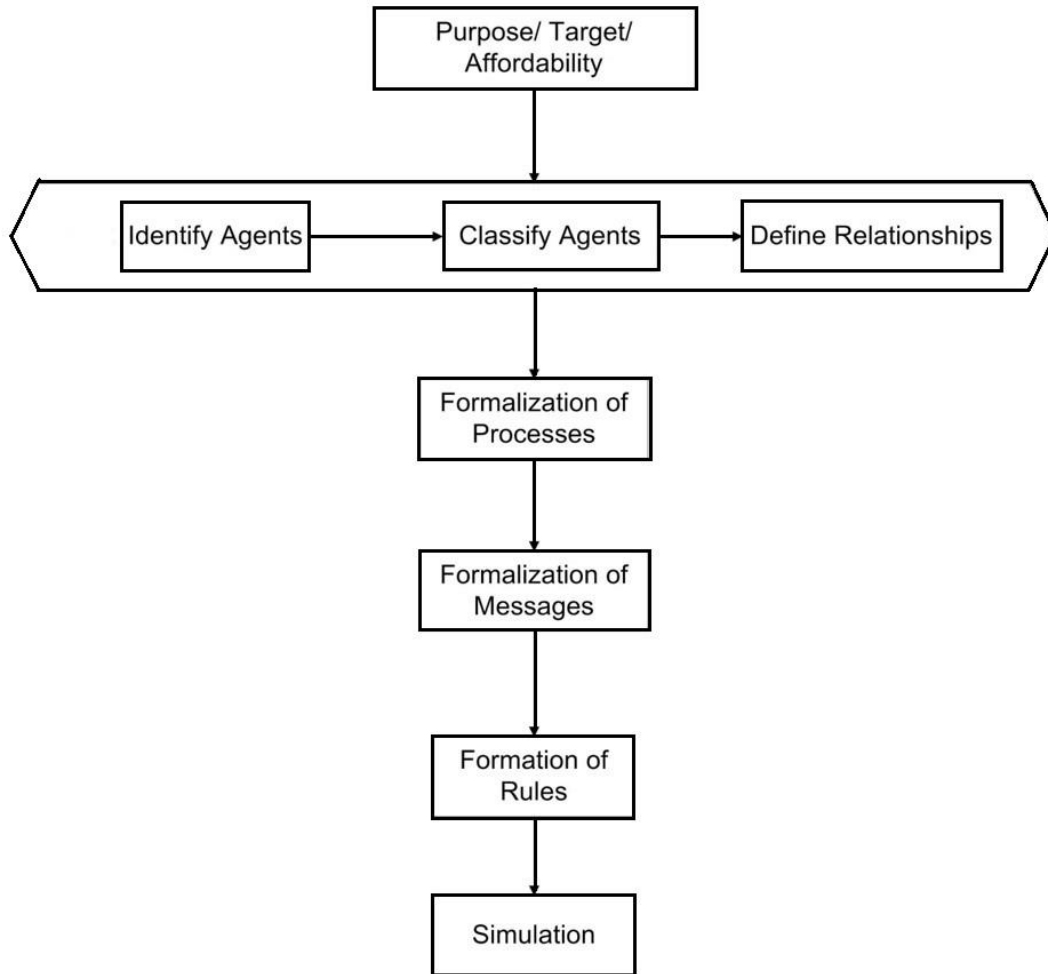 Purpose/ Target/
Affordability
Identify Agents
Classify Agents
Define Relationships
Formalization of
Processes
Formalization of
Messages
Formation of
Rules
Simulation